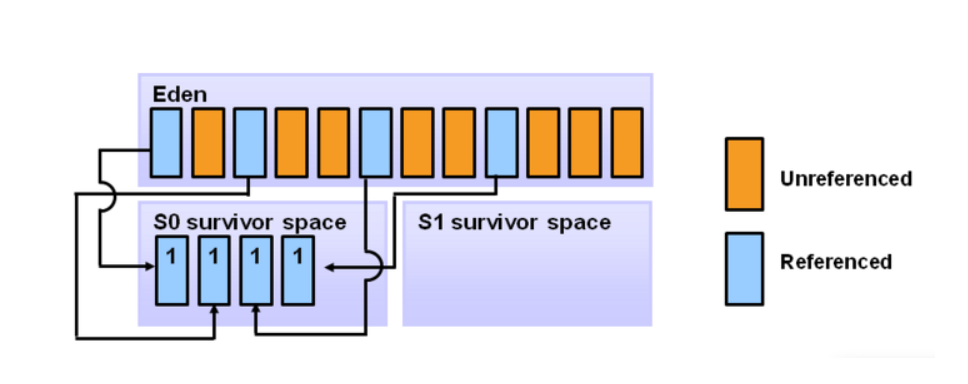 Eden
S0 survivor space
S1 survivor space
1 1 1 1
Unreferenced
Referenced